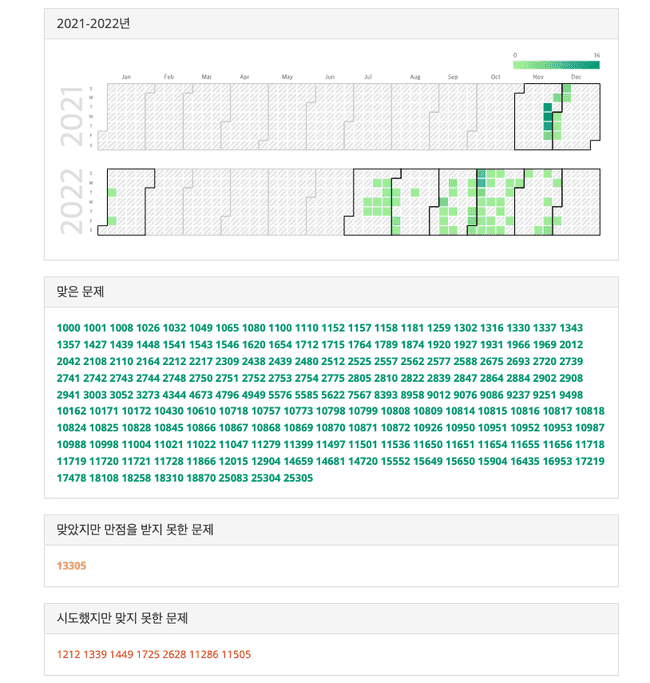 2021-2022년
0 16
Jan Feb Mar Apr May Jun Jul Aug Sep Oct Nov Dec
2021
S
M
T
W
T
F
S
2022
S
M
T
W
T
F
S
맞은 문제
1000 1001 1008 1026 1032 1049 1065 1080 1100 1110 1152 1157 1158 1181 1259 1302 1316 1330 1337 1343
1357 1427 1439 1448 1541 1543 1546 1620 1654 1712 1715 1764 1789 1874 1920 1927 1931 1966 1969 2012
2042 2108 2110 2164 2212 2217 2309 2438 2439 2480 2512 2525 2557 2562 2577 2588 2675 2693 2720 2739
2741 2742 2743 2744 2748 2750 2751 2752 2753 2754 2775 2805 2810 2822 2839 2847 2864 2884 2902 2908
2941 3003 3052 3273 4344 4673 4796 4949 5576 5585 5622 7567 8393 8958 9012 9076 9086 9237 9251 9498
10162 10171 10172 10430 10610 10718 10757 10773 10798 10799 10808 10809 10814 10815 10816 10817 10818
10824 10825 10828 10845 10866 10867 10868 10869 10870 10871 10872 10926 10950 10951 10952 10953 10987
10988 10998 11004 11021 11022 11047 11279 11399 11497 11501 11536 11650 11651 11654 11655 11656 11718
11719 11720 11721 11728 11866 12015 12904 14659 14681 14720 15552 15649 15650 15904 16435 16953 17219
17478 18108 18258 18310 18870 25083 25304 25305
맞았지만 만점을 받지 못한 문제
13305
시도했지만 맞지 못한 문제
1212 1339 1449 1725 2628 11286 11505